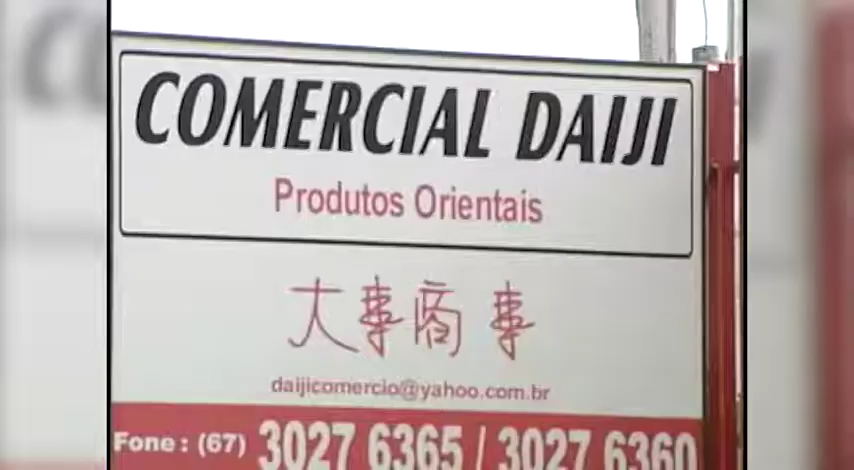 COMERCIAL DAIJI
Produtos Orientais
大事商事
daijicomercio@yahoo.com.br
Fone : (67) 3027 6365 / 3027 6360